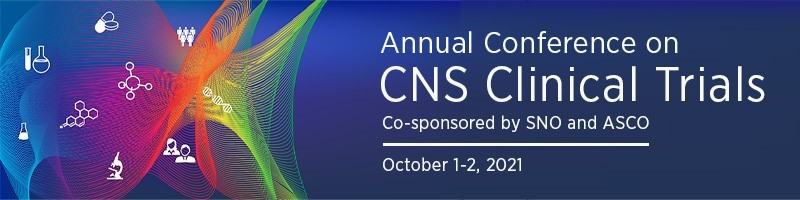 Annual Conference on
CNS Clinical Trials
Co-sponsored by SNO and ASCO
October 1-2, 2021